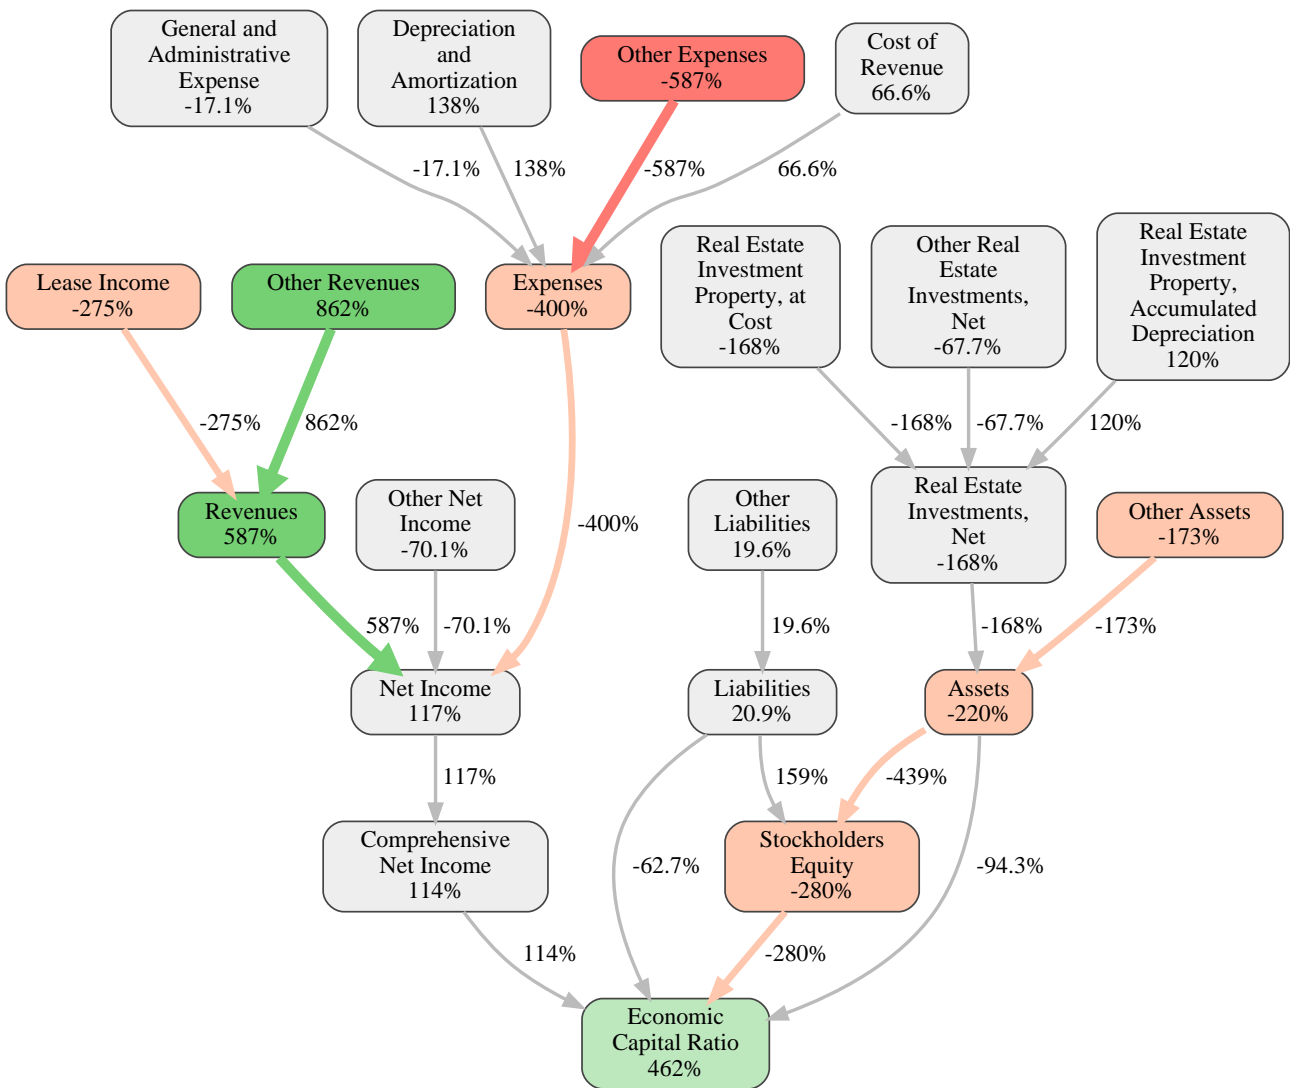 General and
Administrative
Expense
-17.1%
Depreciation
and
Amortization
138%
Other Expenses
-587%
Cost of
Revenue
66.6%
-17.1%
138%
-587%
66.6%
Lease Income
-275%
Other Revenues
862%
Expenses
-400%
Real Estate
Investment
Property, at
Cost
-168%
Other Real
Estate
Investments,
Net
-67.7%
Real Estate
Investment
Property,
Accumulated
Depreciation
120%
-275%
862%
-168%
-67.7%
120%
Revenues
587%
Other Net
Income
-70.1%
-400%
Other
Liabilities
19.6%
Real Estate
Investments,
Net
-168%
Other Assets
-173%
587%
-70.1%
19.6%
-168%
-173%
Net Income
117%
Liabilities
20.9%
Assets
-220%
117%
159%
-439%
Comprehensive
Net Income
114%
-62.7%
Stockholders
Equity
-280%
-94.3%
114%
-280%
Economic
Capital Ratio
462%